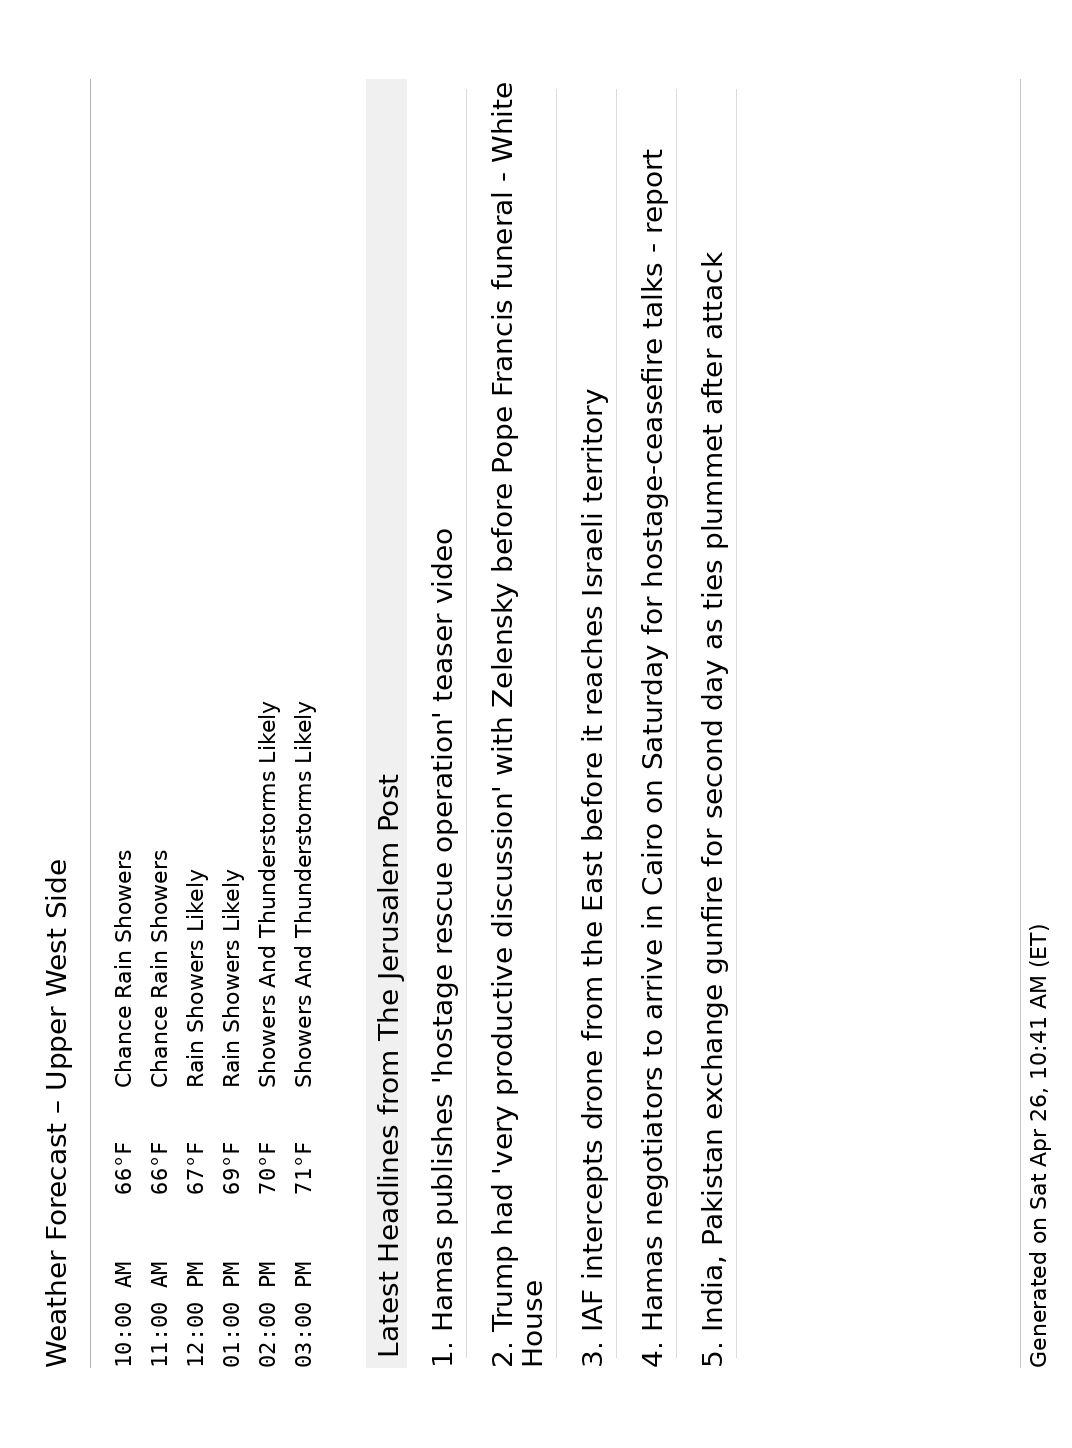 Weather Forecast – Upper West Side
10:00 AM 66°F Chance Rain Showers
11:00 AM 66°F Chance Rain Showers
12:00 PM 67°F Rain Showers Likely
01:00 PM 69°F Rain Showers Likely
02:00 PM 70°F Showers And Thunderstorms Likely
03:00 PM 71°F Showers And Thunderstorms Likely
Latest Headlines from The Jerusalem Post
1. Hamas publishes 'hostage rescue operation' teaser video
2. Trump had 'very productive discussion' with Zelensky before Pope Francis funeral - White
House
3. IAF intercepts drone from the East before it reaches Israeli territory
4. Hamas negotiators to arrive in Cairo on Saturday for hostage-ceasefire talks - report
5. India, Pakistan exchange gunfire for second day as ties plummet after attack
Generated on Sat Apr 26, 10:41 AM (ET)